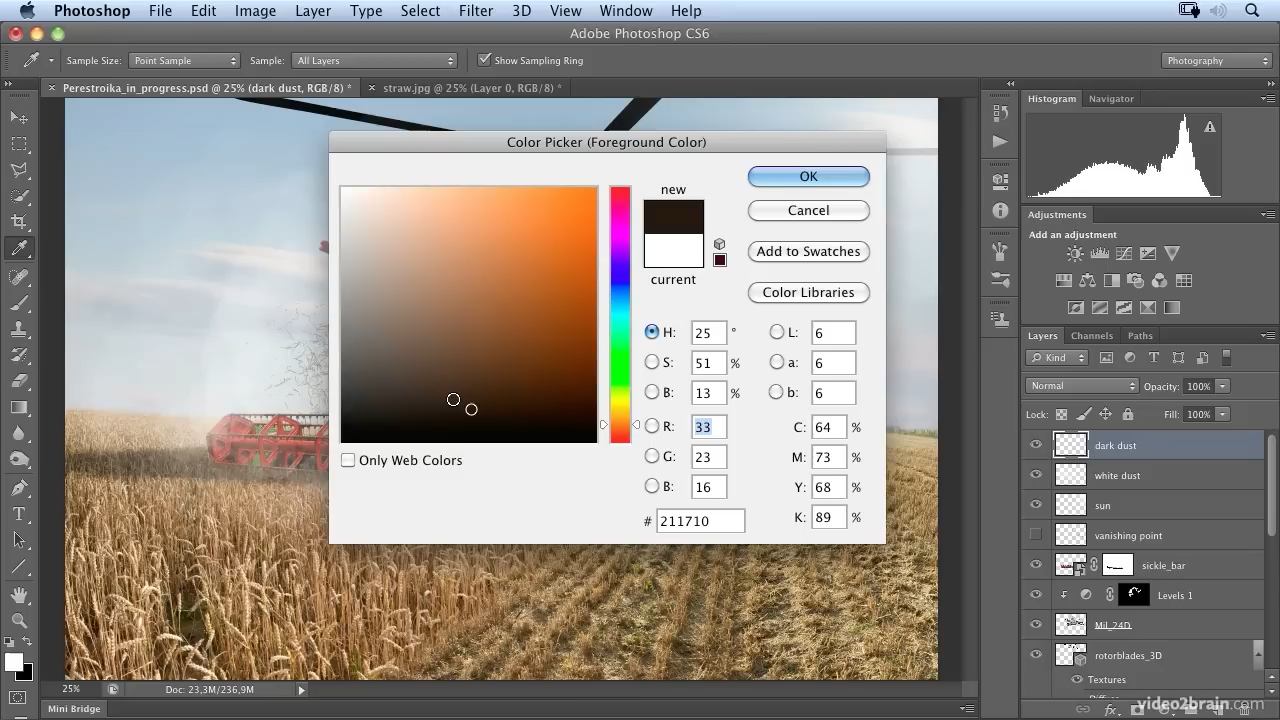 Photoshop File Edit Image Layer Type Select Filter 3D View Window Help
Adobe Photoshop CS6
Sample Size: Point Sample Sample: All Layers Show Sampling Ring Photography
Perestroika_in_progress.psd @ 25% (dark dust, RGB/8) * straw.jpg @ 25% (Layer 0, RGB/8) *
Histogram Navigator
Color Picker (Foreground Color)
new
current
OK
Cancel
Add to Swatches
Color Libraries
H: 25 °
S: 51 %
B: 13 %
R: 33
G: 23
B: 16
# 211710
L: 6
a: 6
b: 6
C: 64 %
M: 73 %
Y: 68 %
K: 89 %
Only Web Colors
Adjustments
Add an adjustment
Layers Channels Paths
Kind
Normal Opacity: 100%
Lock: Fill: 100%
dark dust
white dust
sun
vanishing point
sickle_bar
Levels 1
Mil_24D
rotorblades_3D
Textures
T
25% Doc: 23,3M/236,9M
Mini Bridge
video2brain.com